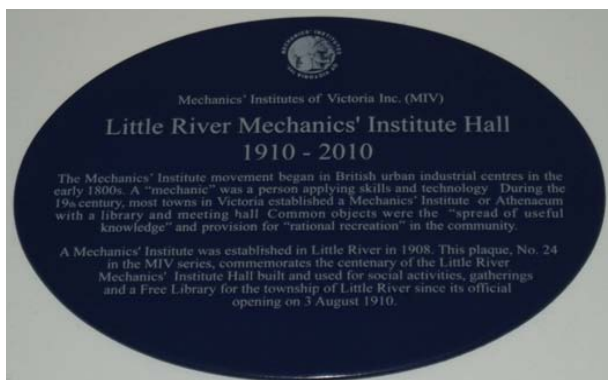 MECHANICS' INSTITUTES
Mechanics' Institutes of Victoria Inc. (MIV)
Little River Mechanics' Institute Hall
1910 - 2010
The Mechanics' Institute movement began in British urban industrial centres in the
early 1800s. A "mechanic" was a person applying skills and technology During the
19th century, most towns in Victoria established a Mechanics' Institute or Athenaeum
with a library and meeting hall Common objects were the "spread of useful
knowledge" and provision for "rational recreation" in the community.
A Mechanics' Institute was established in Little River in 1908. This plaque, No. 24
in the MIV series, commemorates the centenary of the Little River
Mechanics' Institute Hall built and used for social activities, gatherings
and a Free Library for the township of Little River since its official
opening on 3 August 1910.